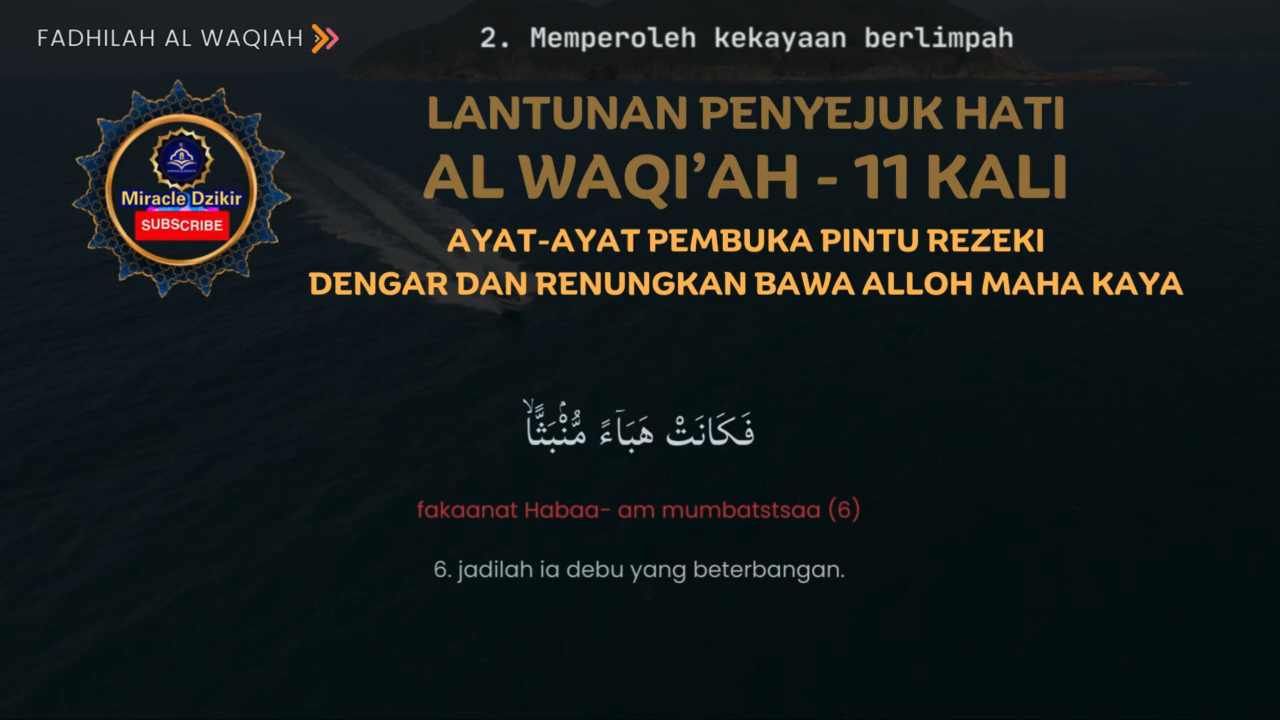 FADHILAH AL WAQIAH
2. Memperoleh kekayaan berlimpah
LANTUNAN PENYEJUK HATI
AL WAQI’AH - 11 KALI
AYAT-AYAT PEMBUKA PINTU REZEKI
DENGAR DAN RENUNGKAN BAWA ALLOH MAHA KAYA
Miracle Dzikir
SUBSCRIBE
فَكَانَتْ هَبَاۤءً مُّنْۢبَثًّاۙ
fakaanat Habaa- am mumbatstsaa (6)
6. jadilah ia debu yang beterbangan.